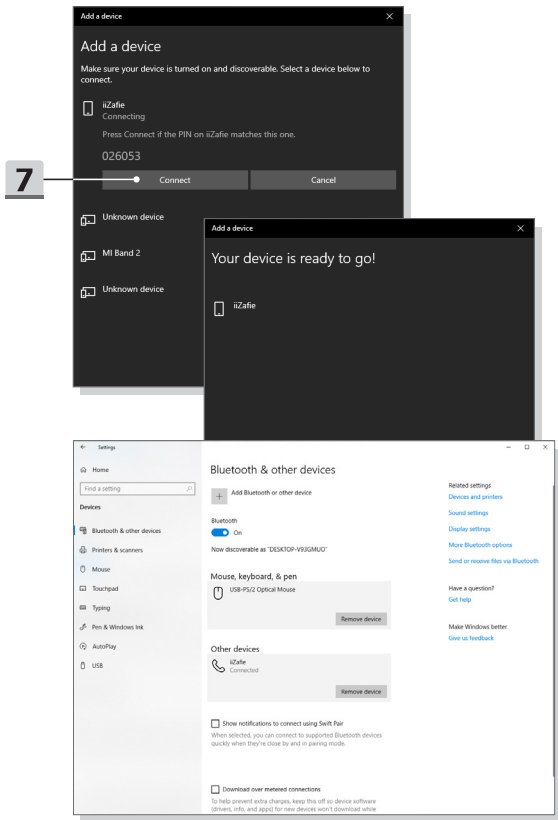 Add a device
Add a device
Make sure your device is turned on and discoverable. Select a device below to
connect.
iiZafie
Connecting
Press Connect if the PIN on iiZafie matches this one.
026053
7
Connect
Cancel
Unknown device
MI Band 2
Unknown device
Add a device
Your device is ready to go!
iiZafie
Settings
Home
Find a setting
Devices
Bluetooth & other devices
Printers & scanners
Mouse
Touchpad
Typing
Pen & Windows Ink
AutoPlay
USB
Bluetooth & other devices
Add Bluetooth or other device
Bluetooth
On
Now discoverable as "DESKTOP-V93GMUO"
Mouse, keyboard, & pen
USB-PS/2 Optical Mouse
Remove device
Other devices
iiZafie
Connected
Remove device
Show notifications to connect using Swift Pair
When selected, you can connect to supported Bluetooth devices
quickly when they're close by and in pairing mode.
Download over metered connections
To help prevent extra charges, keep this off so device software
(drivers, info, and apps) for new devices won't download while
Related settings
Devices and printers
Sound settings
Display settings
More Bluetooth options
Send or receive files via Bluetooth
Have a question?
Get help
Make Windows better
Give us feedback